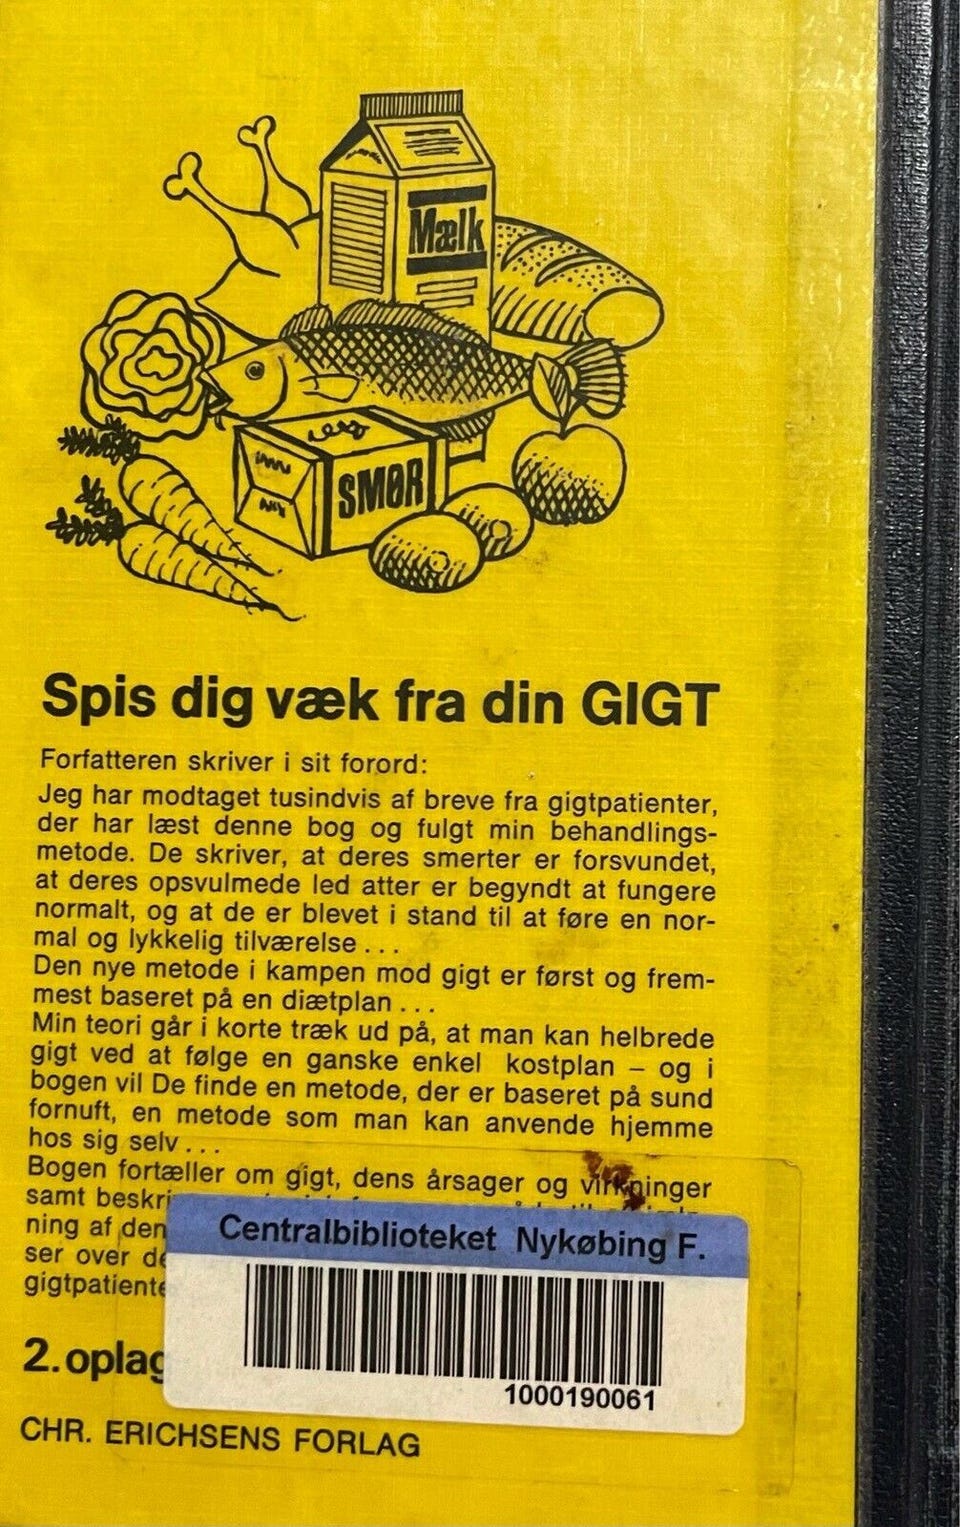 Mælk
SMØR
Spis dig væk fra din GIGT
Forfatteren skriver i sit forord:
Jeg har modtaget tusindvis af breve fra gigtpatienter,
der har læst denne bog og fulgt min behandlings-
metode. De skriver, at deres smerter er forsvundet,
at deres opsvulmede led atter er begyndt at fungere
normalt, og at de er blevet i stand til at føre en nor-
mal og lykkelig tilværelse ...
Den nye metode i kampen mod gigt er først og frem-
mest baseret på en diætplan ...
Min teori går i korte træk ud på, at man kan helbrede
gigt ved at følge en ganske enkel kostplan – og i
bogen vil De finde en metode, der er baseret på sund
fornuft, en metode som man kan anvende hjemme
hos sig selv ...
Bogen fortæller om gigt, dens årsager og virkninger
samt
ning af den
ser over
2. oplag
Centralbiblioteket Nykøbing F.
1000190061
CHR. ERICHSENS FORLAG